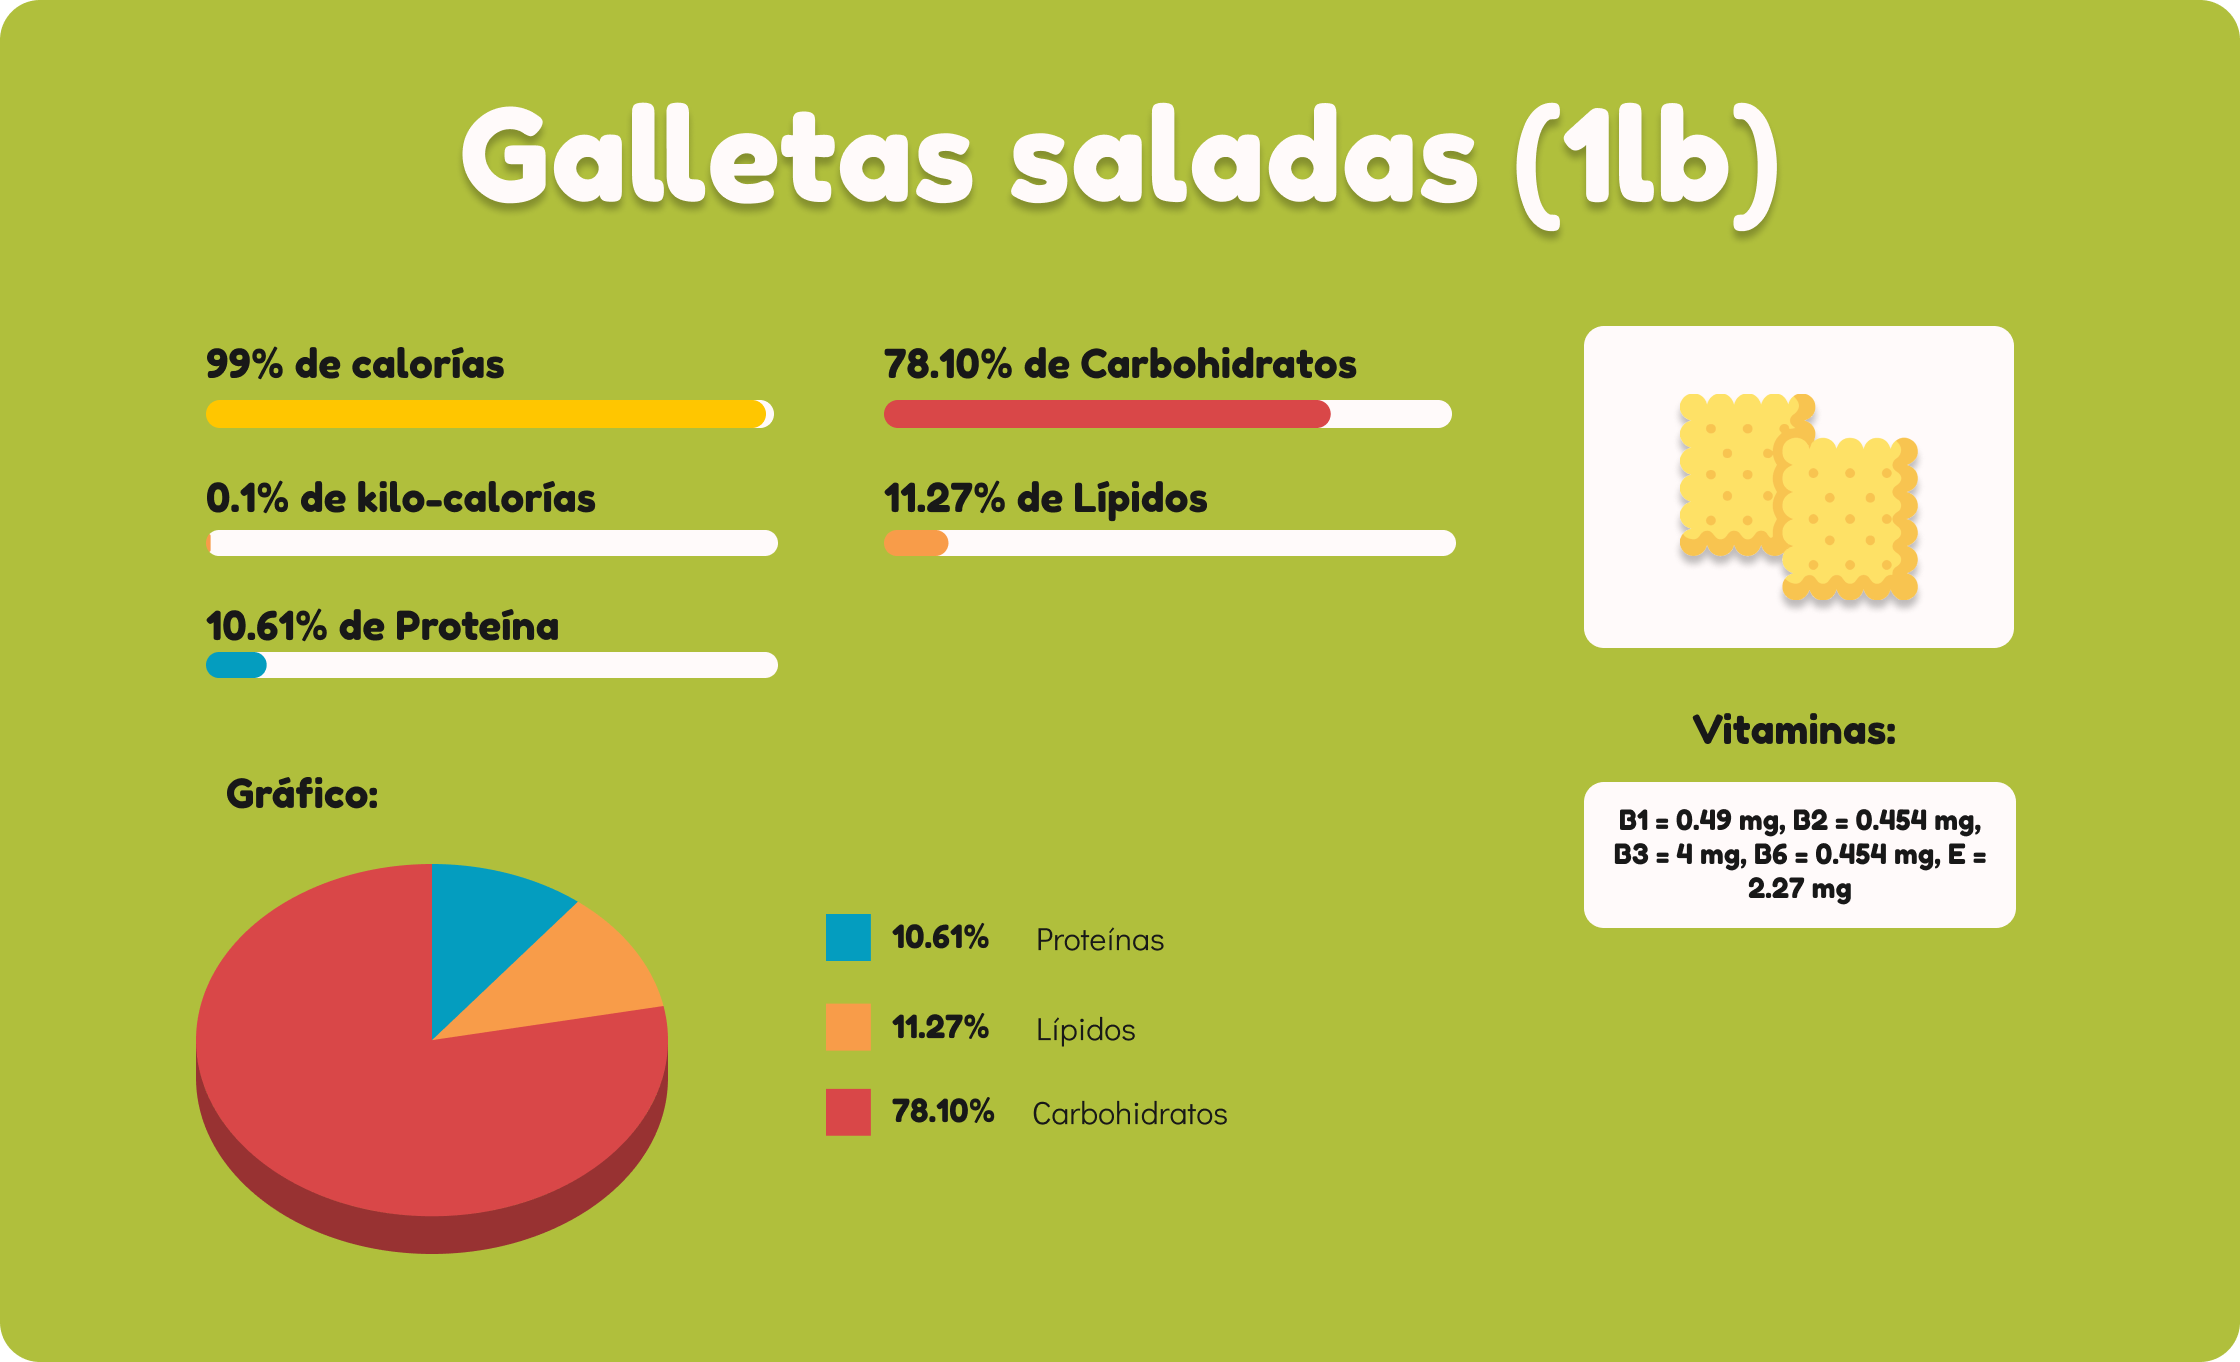 Galletas saladas (1lb)
99% de calorías
78.10% de Carbohidratos
0.1% de kilo-calorías
11.27% de Lípidos
10.61% de Proteína
Vitaminas:
B1 = 0.49 mg, B2 = 0.454 mg,
B3 = 4 mg, B6 = 0.454 mg, E =
2.27 mg
Gráfico:
10.61% Proteínas
11.27% Lípidos
78.10% Carbohidratos